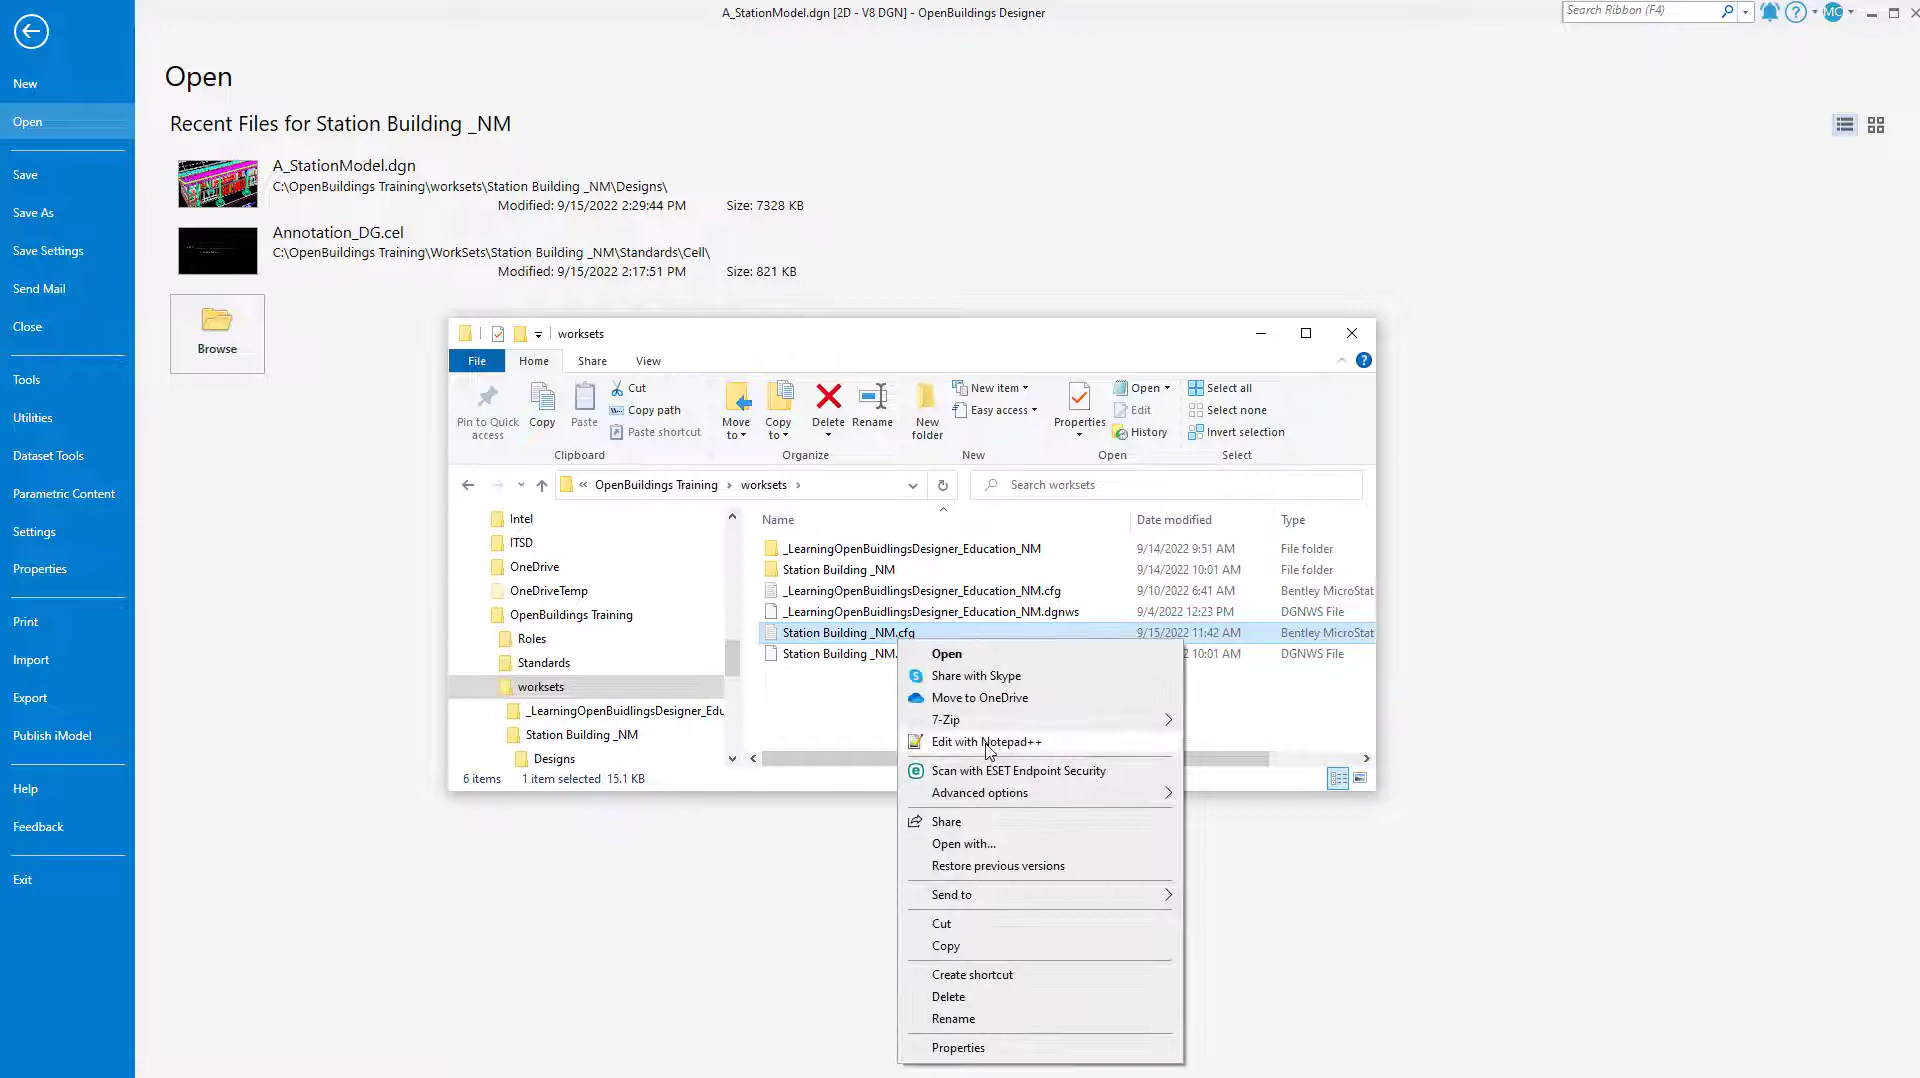 A_StationModel.dgn [2D - V8 DGN] - OpenBuildings Designer
Search Ribbon (F4)
MC
New
Open
Save
Save As
Save Settings
Send Mail
Close
Tools
Utilities
Dataset Tools
Parametric Content
Settings
Properties
Print
Import
Export
Publish iModel
Help
Feedback
Exit
Open
Recent Files for Station Building _NM
A_StationModel.dgn
C:\OpenBuildings Training\worksets\Station Building _NM\Designs\
Modified: 9/15/2022 2:29:44 PM Size: 7328 KB
Annotation_DG.cel
C:\OpenBuildings Training\WorkSets\Station Building _NM\Standards\Cell\
Modified: 9/15/2022 2:17:51 PM Size: 821 KB
Browse
worksets
File Home Share View
Pin to Quick access
Copy
Paste
Cut
Copy path
Paste shortcut
Clipboard
Move to
Copy to
Delete
Rename
Organize
New folder
New item
Easy access
New
Properties
Open
Edit
History
Open
Select all
Select none
Invert selection
Select
« OpenBuildings Training › worksets ›
Search worksets
Intel
ITSD
OneDrive
OneDriveTemp
OpenBuildings Training
Roles
Standards
worksets
_LearningOpenBuidlingsDesigner_Edu
Station Building _NM
Designs
Name Date modified Type
_LearningOpenBuidlingsDesigner_Education_NM 9/14/2022 9:51 AM File folder
Station Building _NM 9/14/2022 10:01 AM File folder
_LearningOpenBuidlingsDesigner_Education_NM.cfg 9/10/2022 6:41 AM Bentley MicroStat
_LearningOpenBuidlingsDesigner_Education_NM.dgnws 9/4/2022 12:23 PM DGNWS File
Station Building _NM.cfg 9/15/2022 11:42 AM Bentley MicroStat
Station Building _NM. 2 10:01 AM DGNWS File
6 items 1 item selected 15.1 KB
Open
Share with Skype
Move to OneDrive
7-Zip
Edit with Notepad++
Scan with ESET Endpoint Security
Advanced options
Share
Open with...
Restore previous versions
Send to
Cut
Copy
Create shortcut
Delete
Rename
Properties